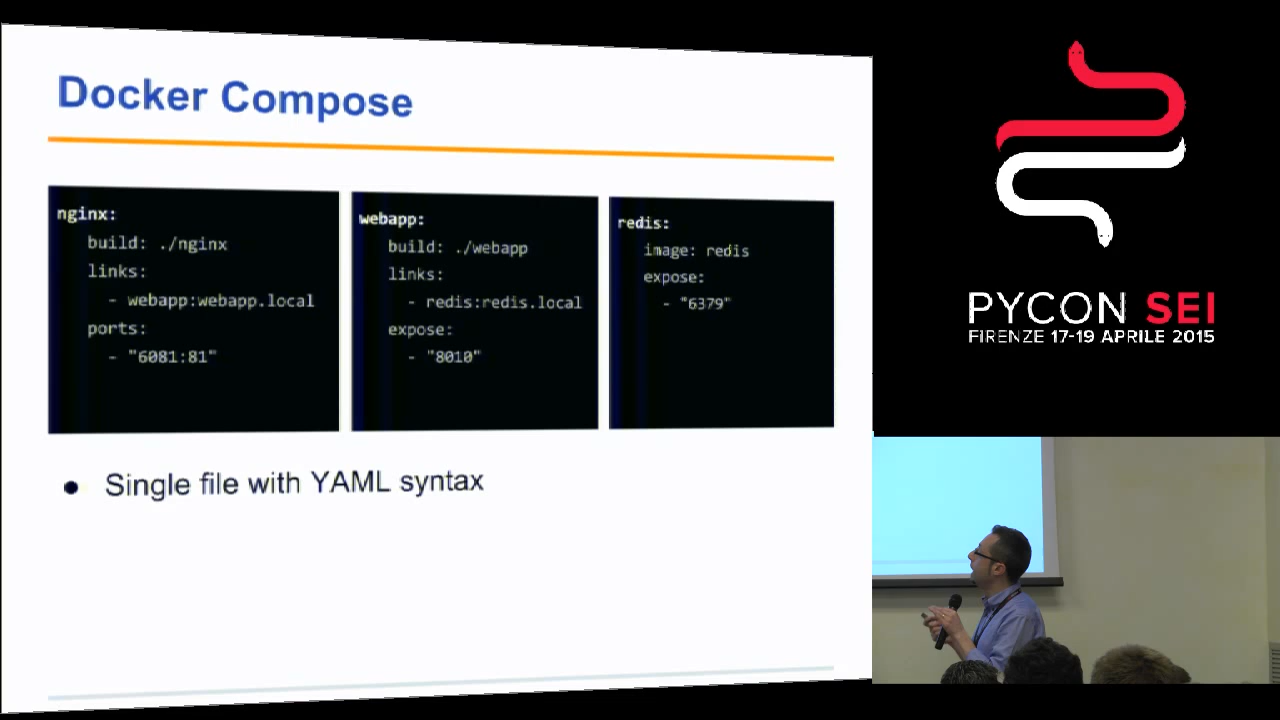 Docker Compose
nginx:
build: ./nginx
links:
- webapp:webapp.local
ports:
- "6081:81"
webapp:
build: ./webapp
links:
- redis:redis.local
expose:
- "8010"
redis:
image: redis
expose:
- "6379"
● Single file with YAML syntax
PYCON SEI
FIRENZE 17-19 APRILE 2015